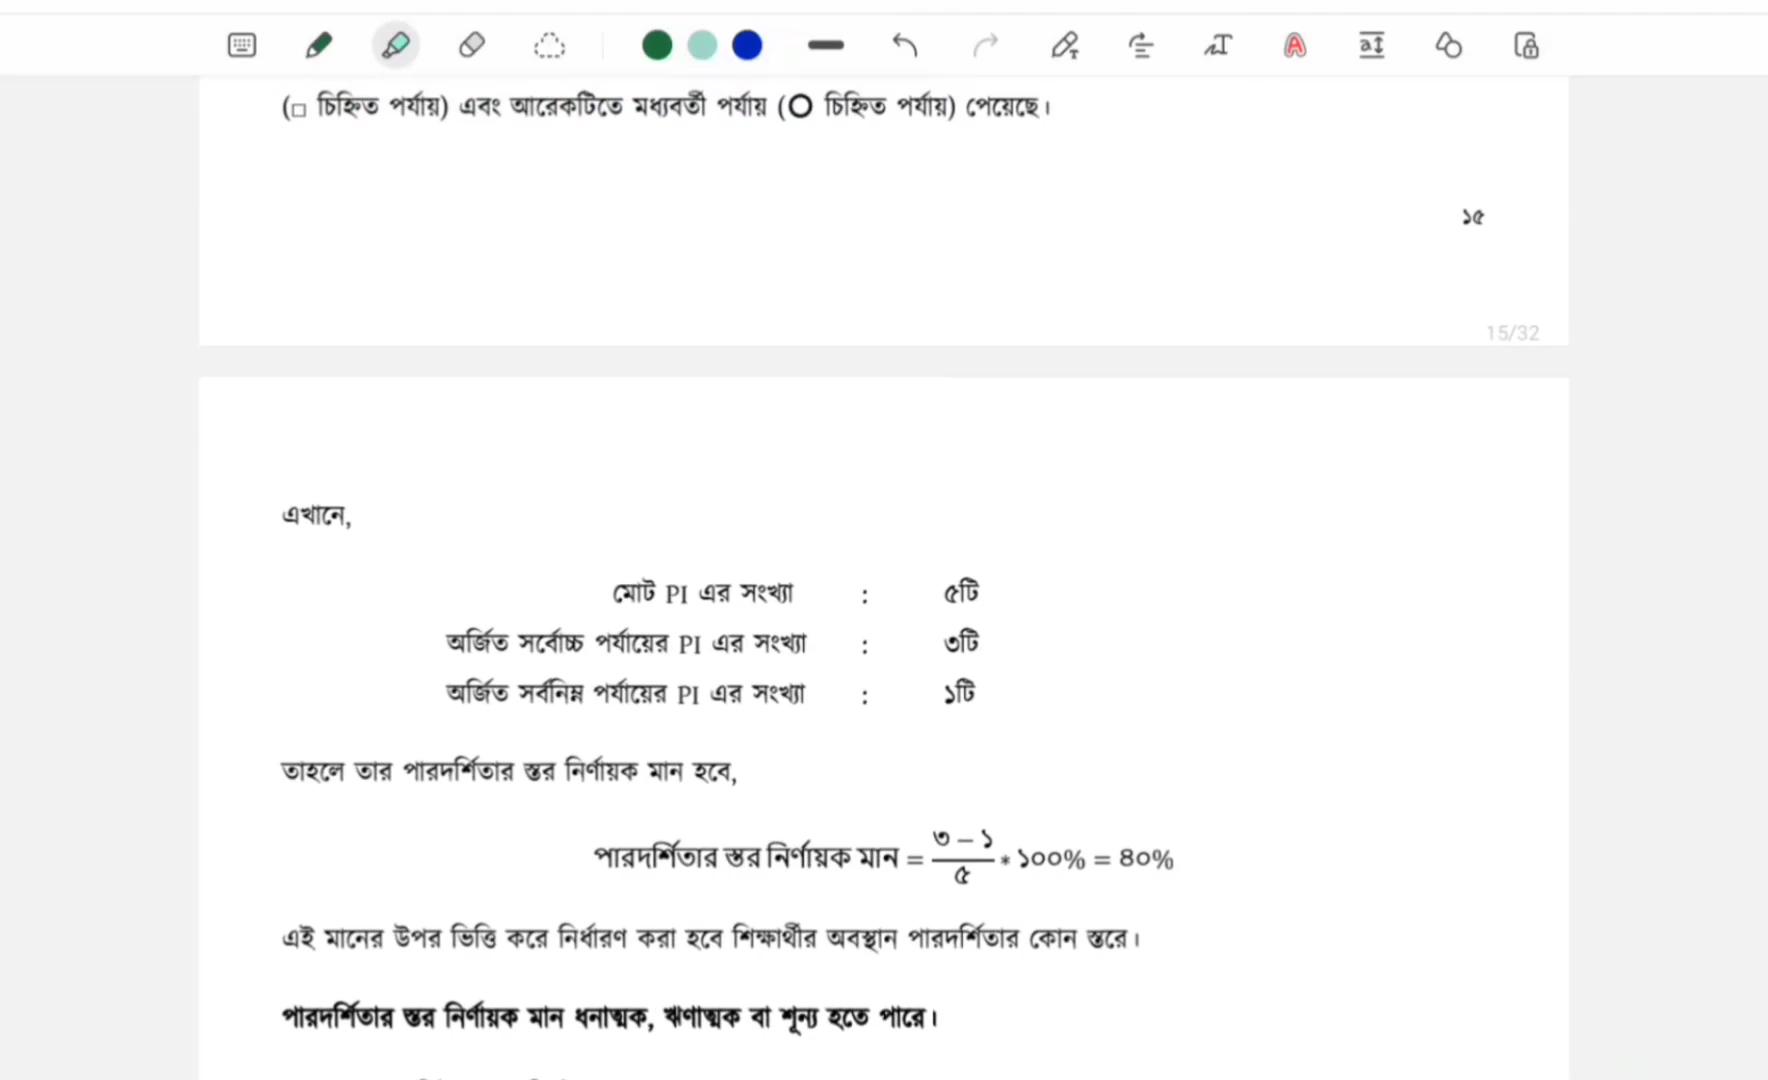 (□ চিহ্নিত পর্যায়) এবং আরেকটিতে মধ্যবর্তী পর্যায় (O চিহ্নিত পর্যায়) পেয়েছে।
১৫
15/32
এখানে,
মোট PI এর সংখ্যা : ৫টি
অর্জিত সর্বোচ্চ পর্যায়ের PI এর সংখ্যা : ৩টি
অর্জিত সর্বনিম্ন পর্যায়ের PI এর সংখ্যা : ১টি
তাহলে তার পারদর্শিতার স্তর নির্ণায়ক মান হবে,
পারদর্শিতার স্তর নির্ণায়ক মান = (৩ – ১)/৫ * ১০০% = ৪০%
এই মানের উপর ভিত্তি করে নির্ধারণ করা হবে শিক্ষার্থীর অবস্থান পারদর্শিতার কোন স্তরে।
পারদর্শিতার স্তর নির্ণায়ক মান ধনাত্মক, ঋণাত্মক বা শূন্য হতে পারে।